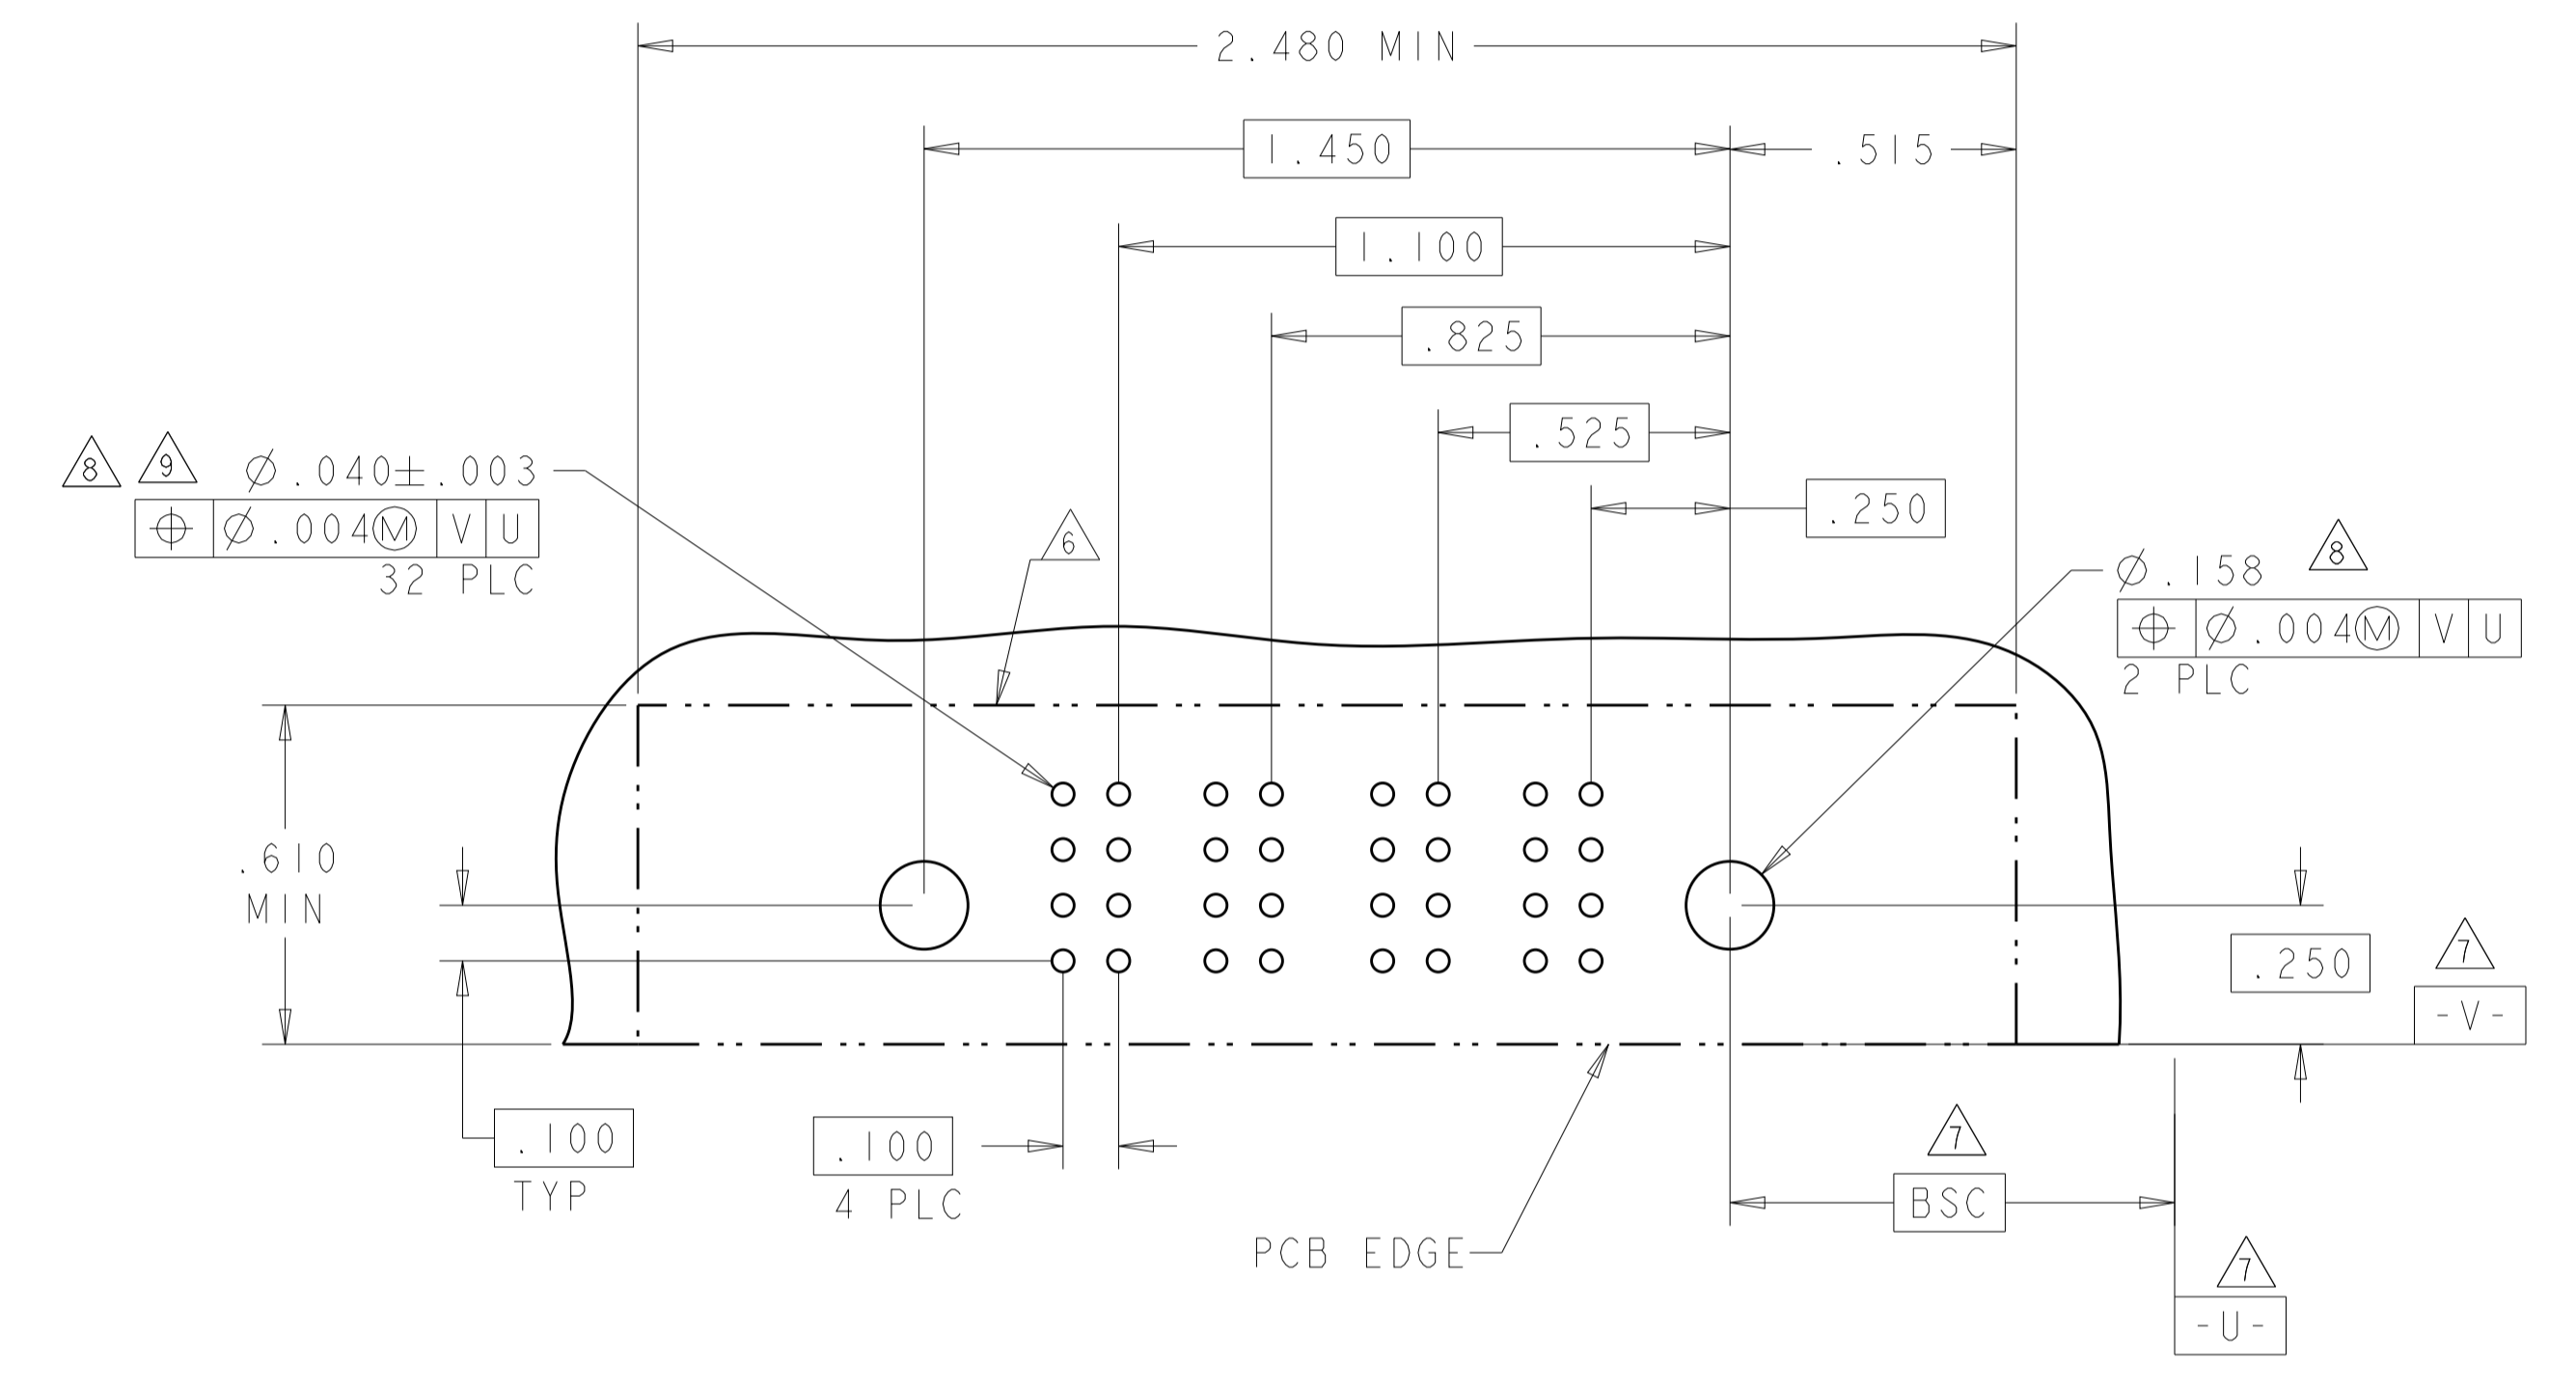 2.480 MIN
1.450
.515
1.100
.825
.525
.250
8 9 Ø.040±.003
⌖ Ø.004Ⓜ V U
32 PLC
6
8
Ø.158
⌖ Ø.004Ⓜ V U
2 PLC
.610
MIN
.250
7
-V-
.100
TYP
.100
4 PLC
7
BSC
PCB EDGE
7
-U-